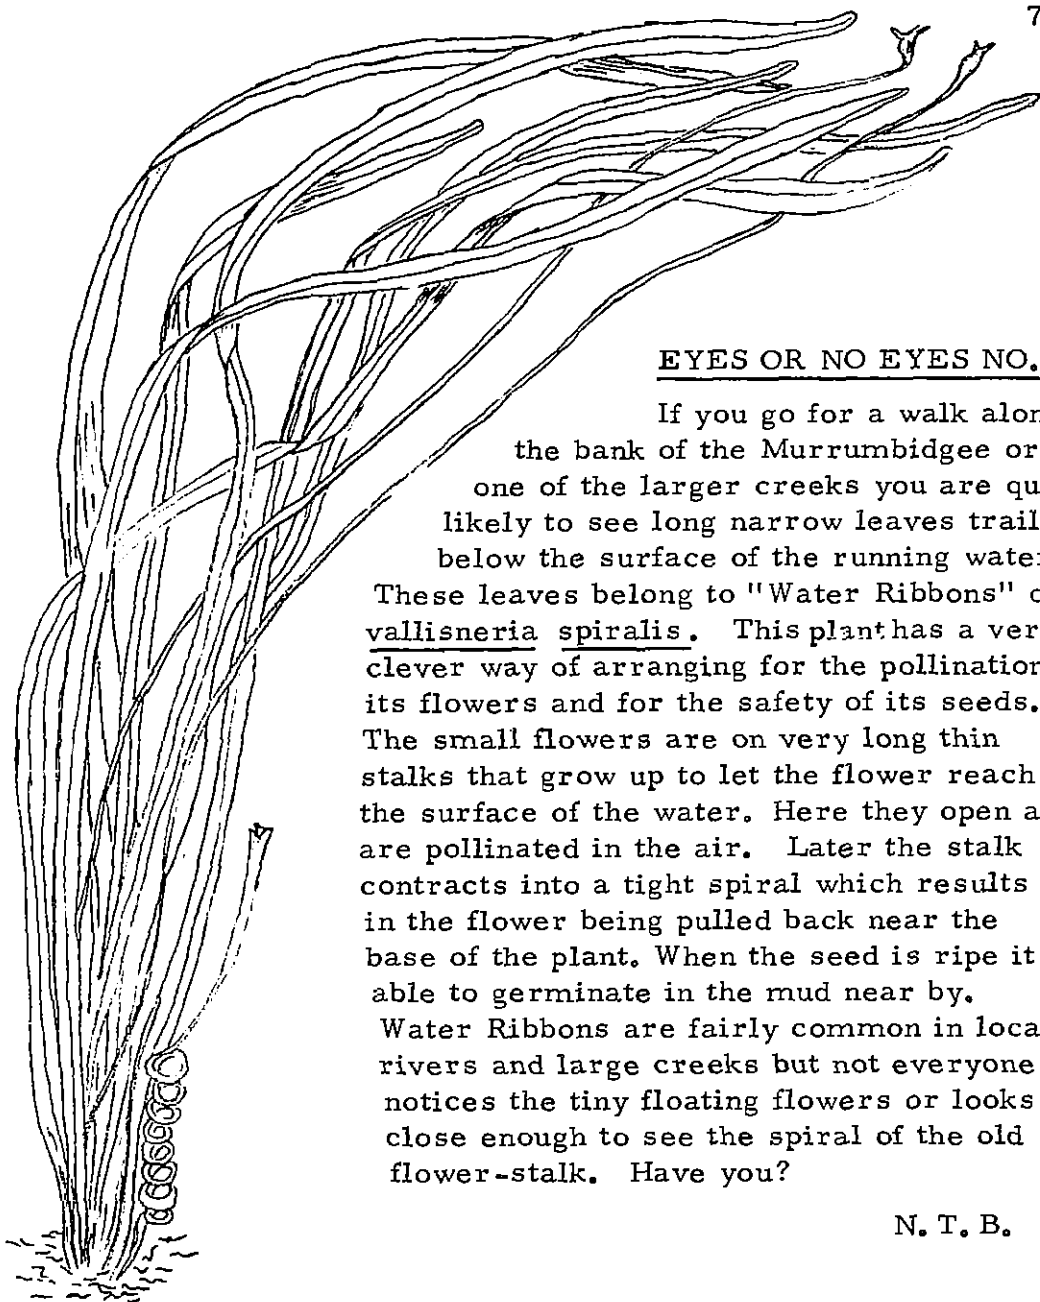 7
EYES OR NO EYES NO.
If you go for a walk alon
the bank of the Murrumbidgee or
one of the larger creeks you are qu
likely to see long narrow leaves trail
below the surface of the running water
These leaves belong to "Water Ribbons" o
vallisneria spiralis. This plant has a ver
clever way of arranging for the pollination
its flowers and for the safety of its seeds.
The small flowers are on very long thin
stalks that grow up to let the flower reach
the surface of the water. Here they open a
are pollinated in the air. Later the stalk
contracts into a tight spiral which results
in the flower being pulled back near the
base of the plant. When the seed is ripe it
able to germinate in the mud near by.
Water Ribbons are fairly common in loca
rivers and large creeks but not everyone
notices the tiny floating flowers or looks
close enough to see the spiral of the old
flower-stalk. Have you?
N. T. B.